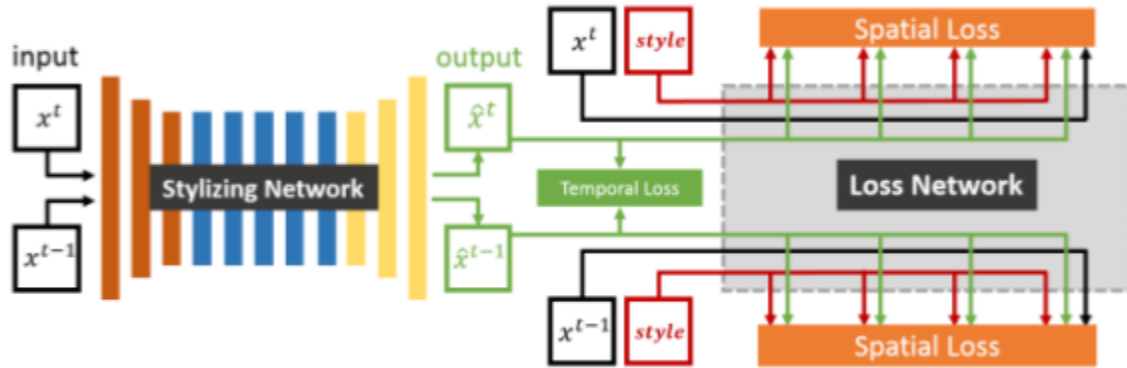 input
x^t
x^{t-1}
Stylizing Network
output
x̂^t
x̂^{t-1}
x^t
style
Spatial Loss
Temporal Loss
Loss Network
x^{t-1}
style
Spatial Loss